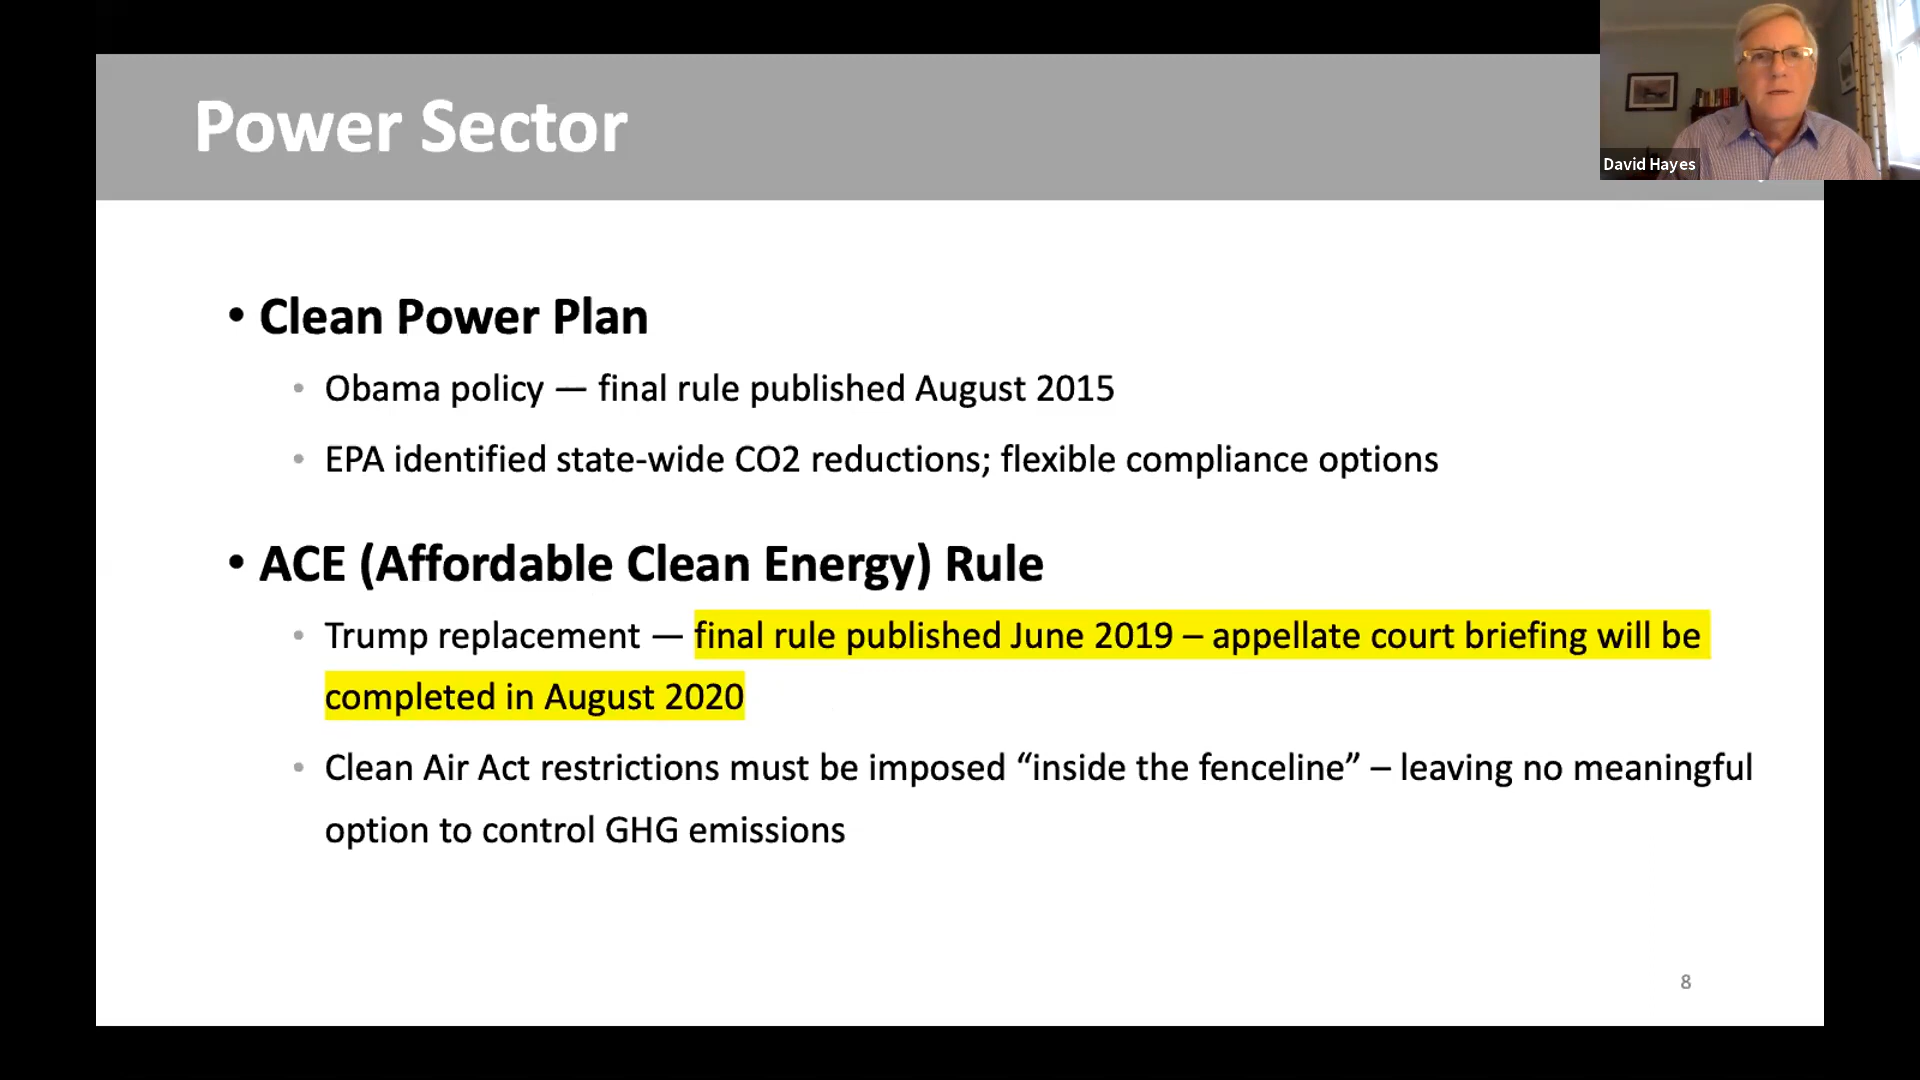 Power Sector
David Hayes
• Clean Power Plan
• Obama policy — final rule published August 2015
• EPA identified state-wide CO2 reductions; flexible compliance options
• ACE (Affordable Clean Energy) Rule
• Trump replacement — final rule published June 2019 – appellate court briefing will be
completed in August 2020
• Clean Air Act restrictions must be imposed “inside the fenceline” – leaving no meaningful
option to control GHG emissions
8